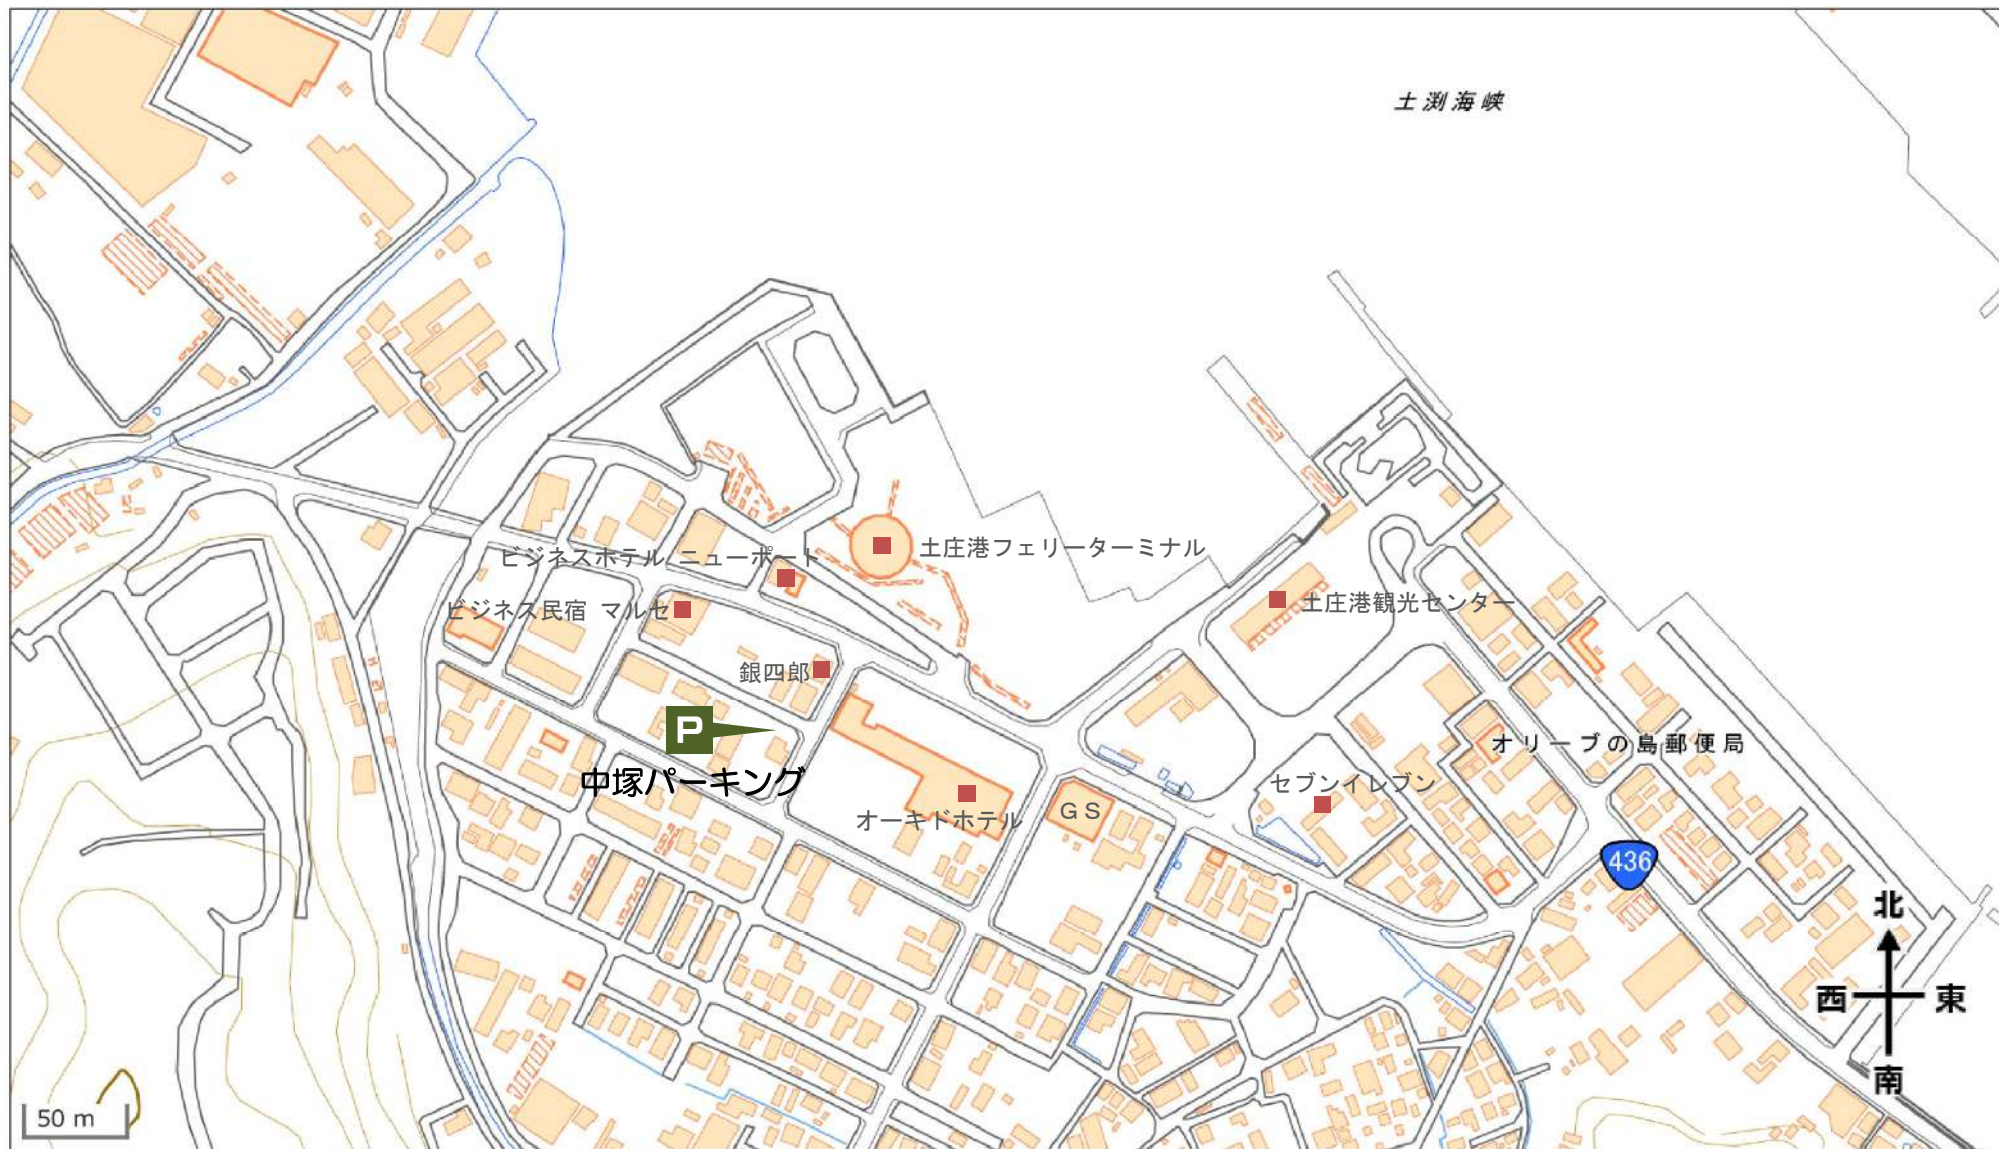 土渕海峡
土庄港フェリーターミナル
ビジネスホテル ニューポート
ビジネス民宿 マルセ
土庄港観光センター
銀四郎
P
中塚パーキング
オリーブの島郵便局
セブンイレブン
オーキドホテル
GS
436
北
西
東
南
50 m